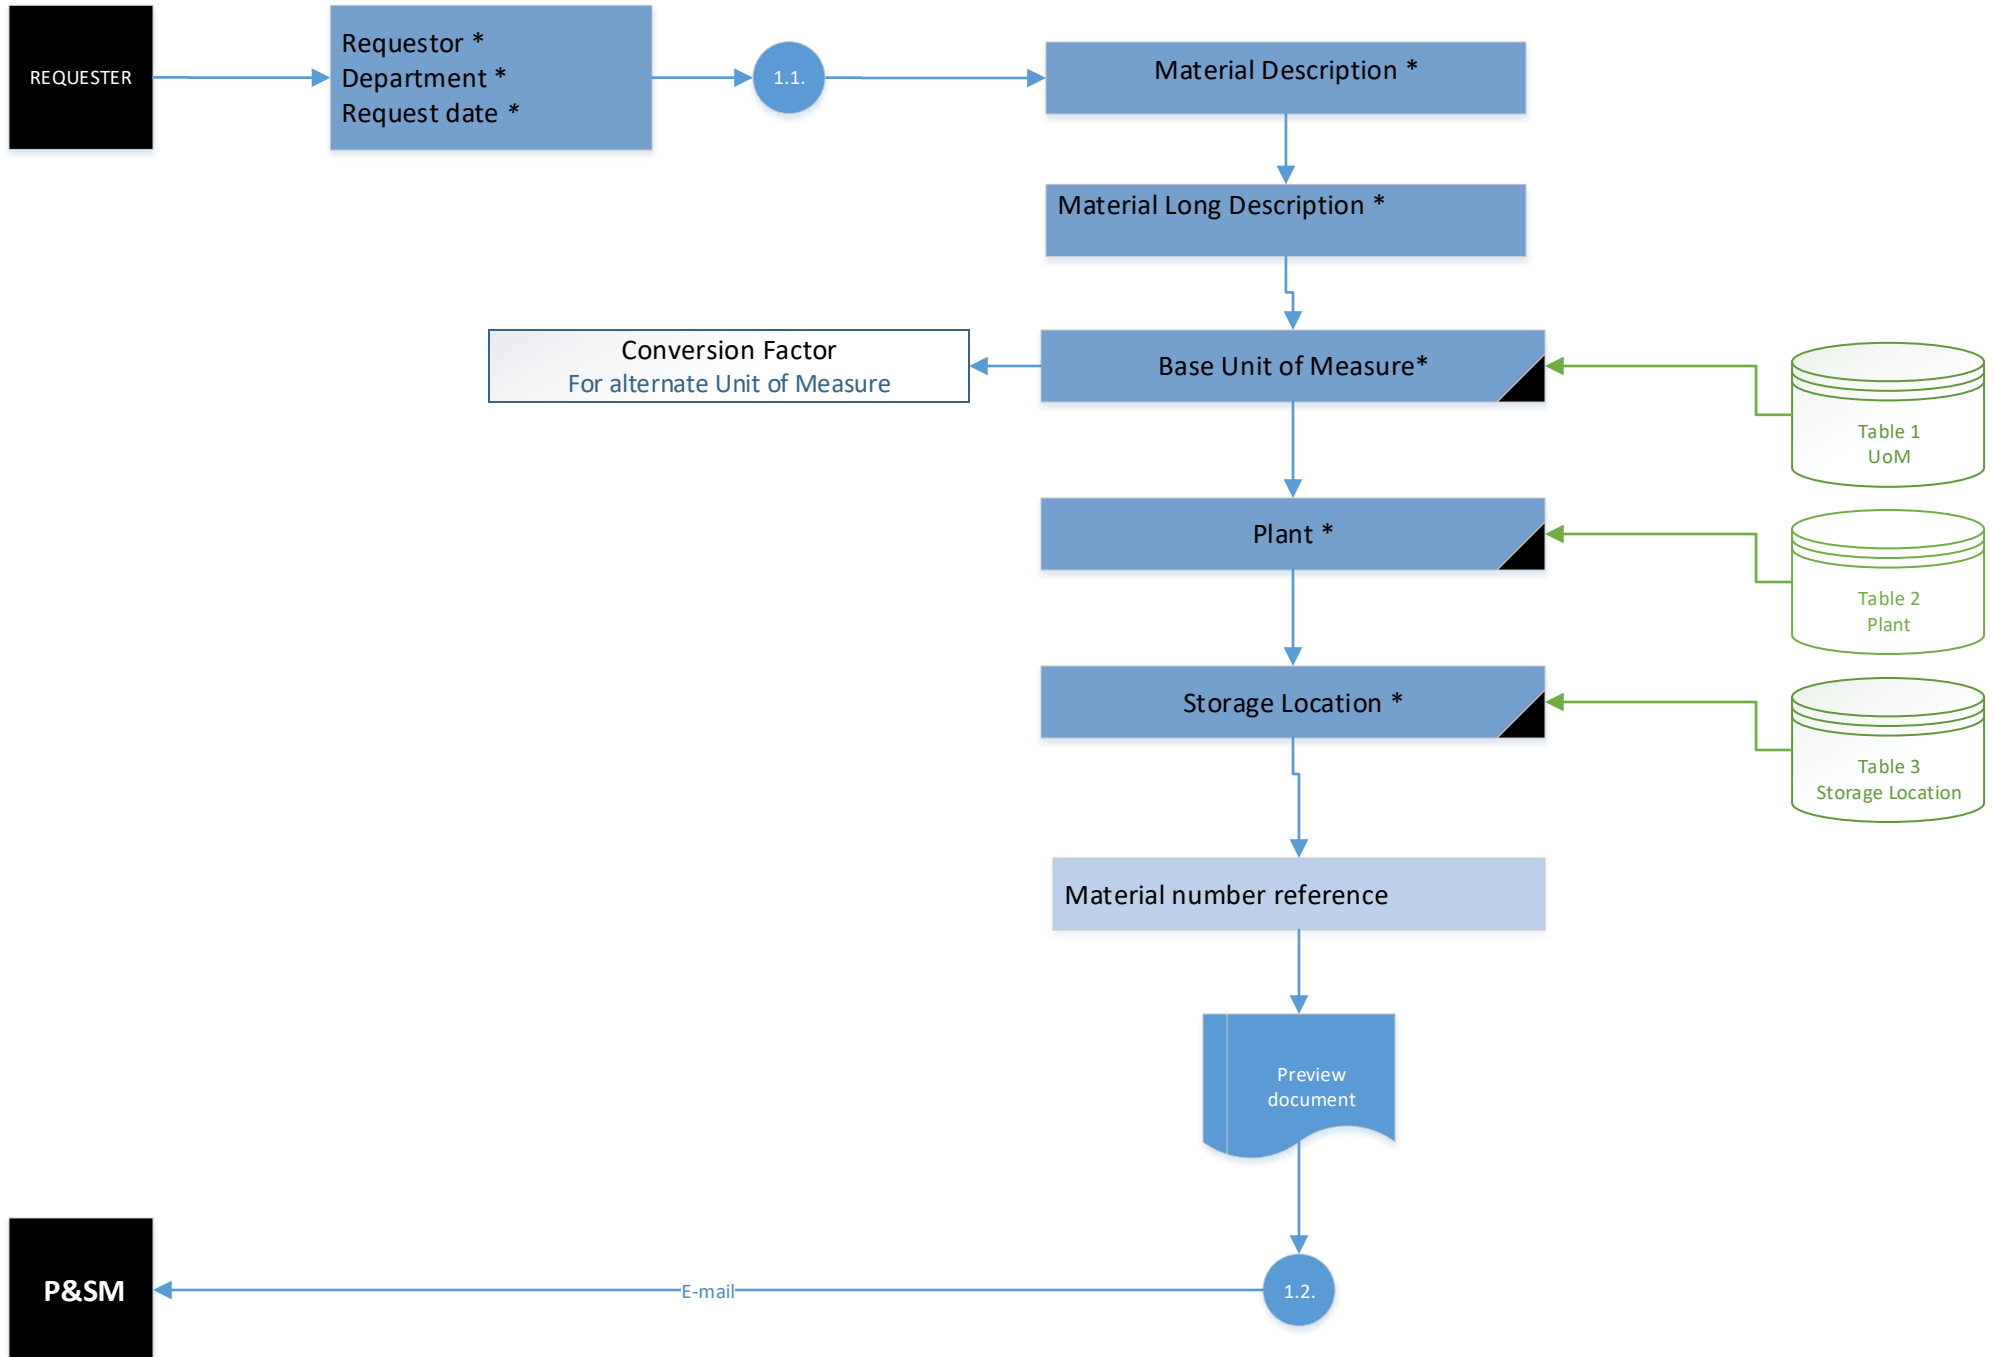 REQUESTER
Requestor *
Department *
Request date *
1.1.
Material Description *
Material Long Description *
Conversion Factor
For alternate Unit of Measure
Base Unit of Measure*
Table 1
UoM
Plant *
Table 2
Plant
Storage Location *
Table 3
Storage Location
Material number reference
Preview
document
P&SM
E-mail
1.2.